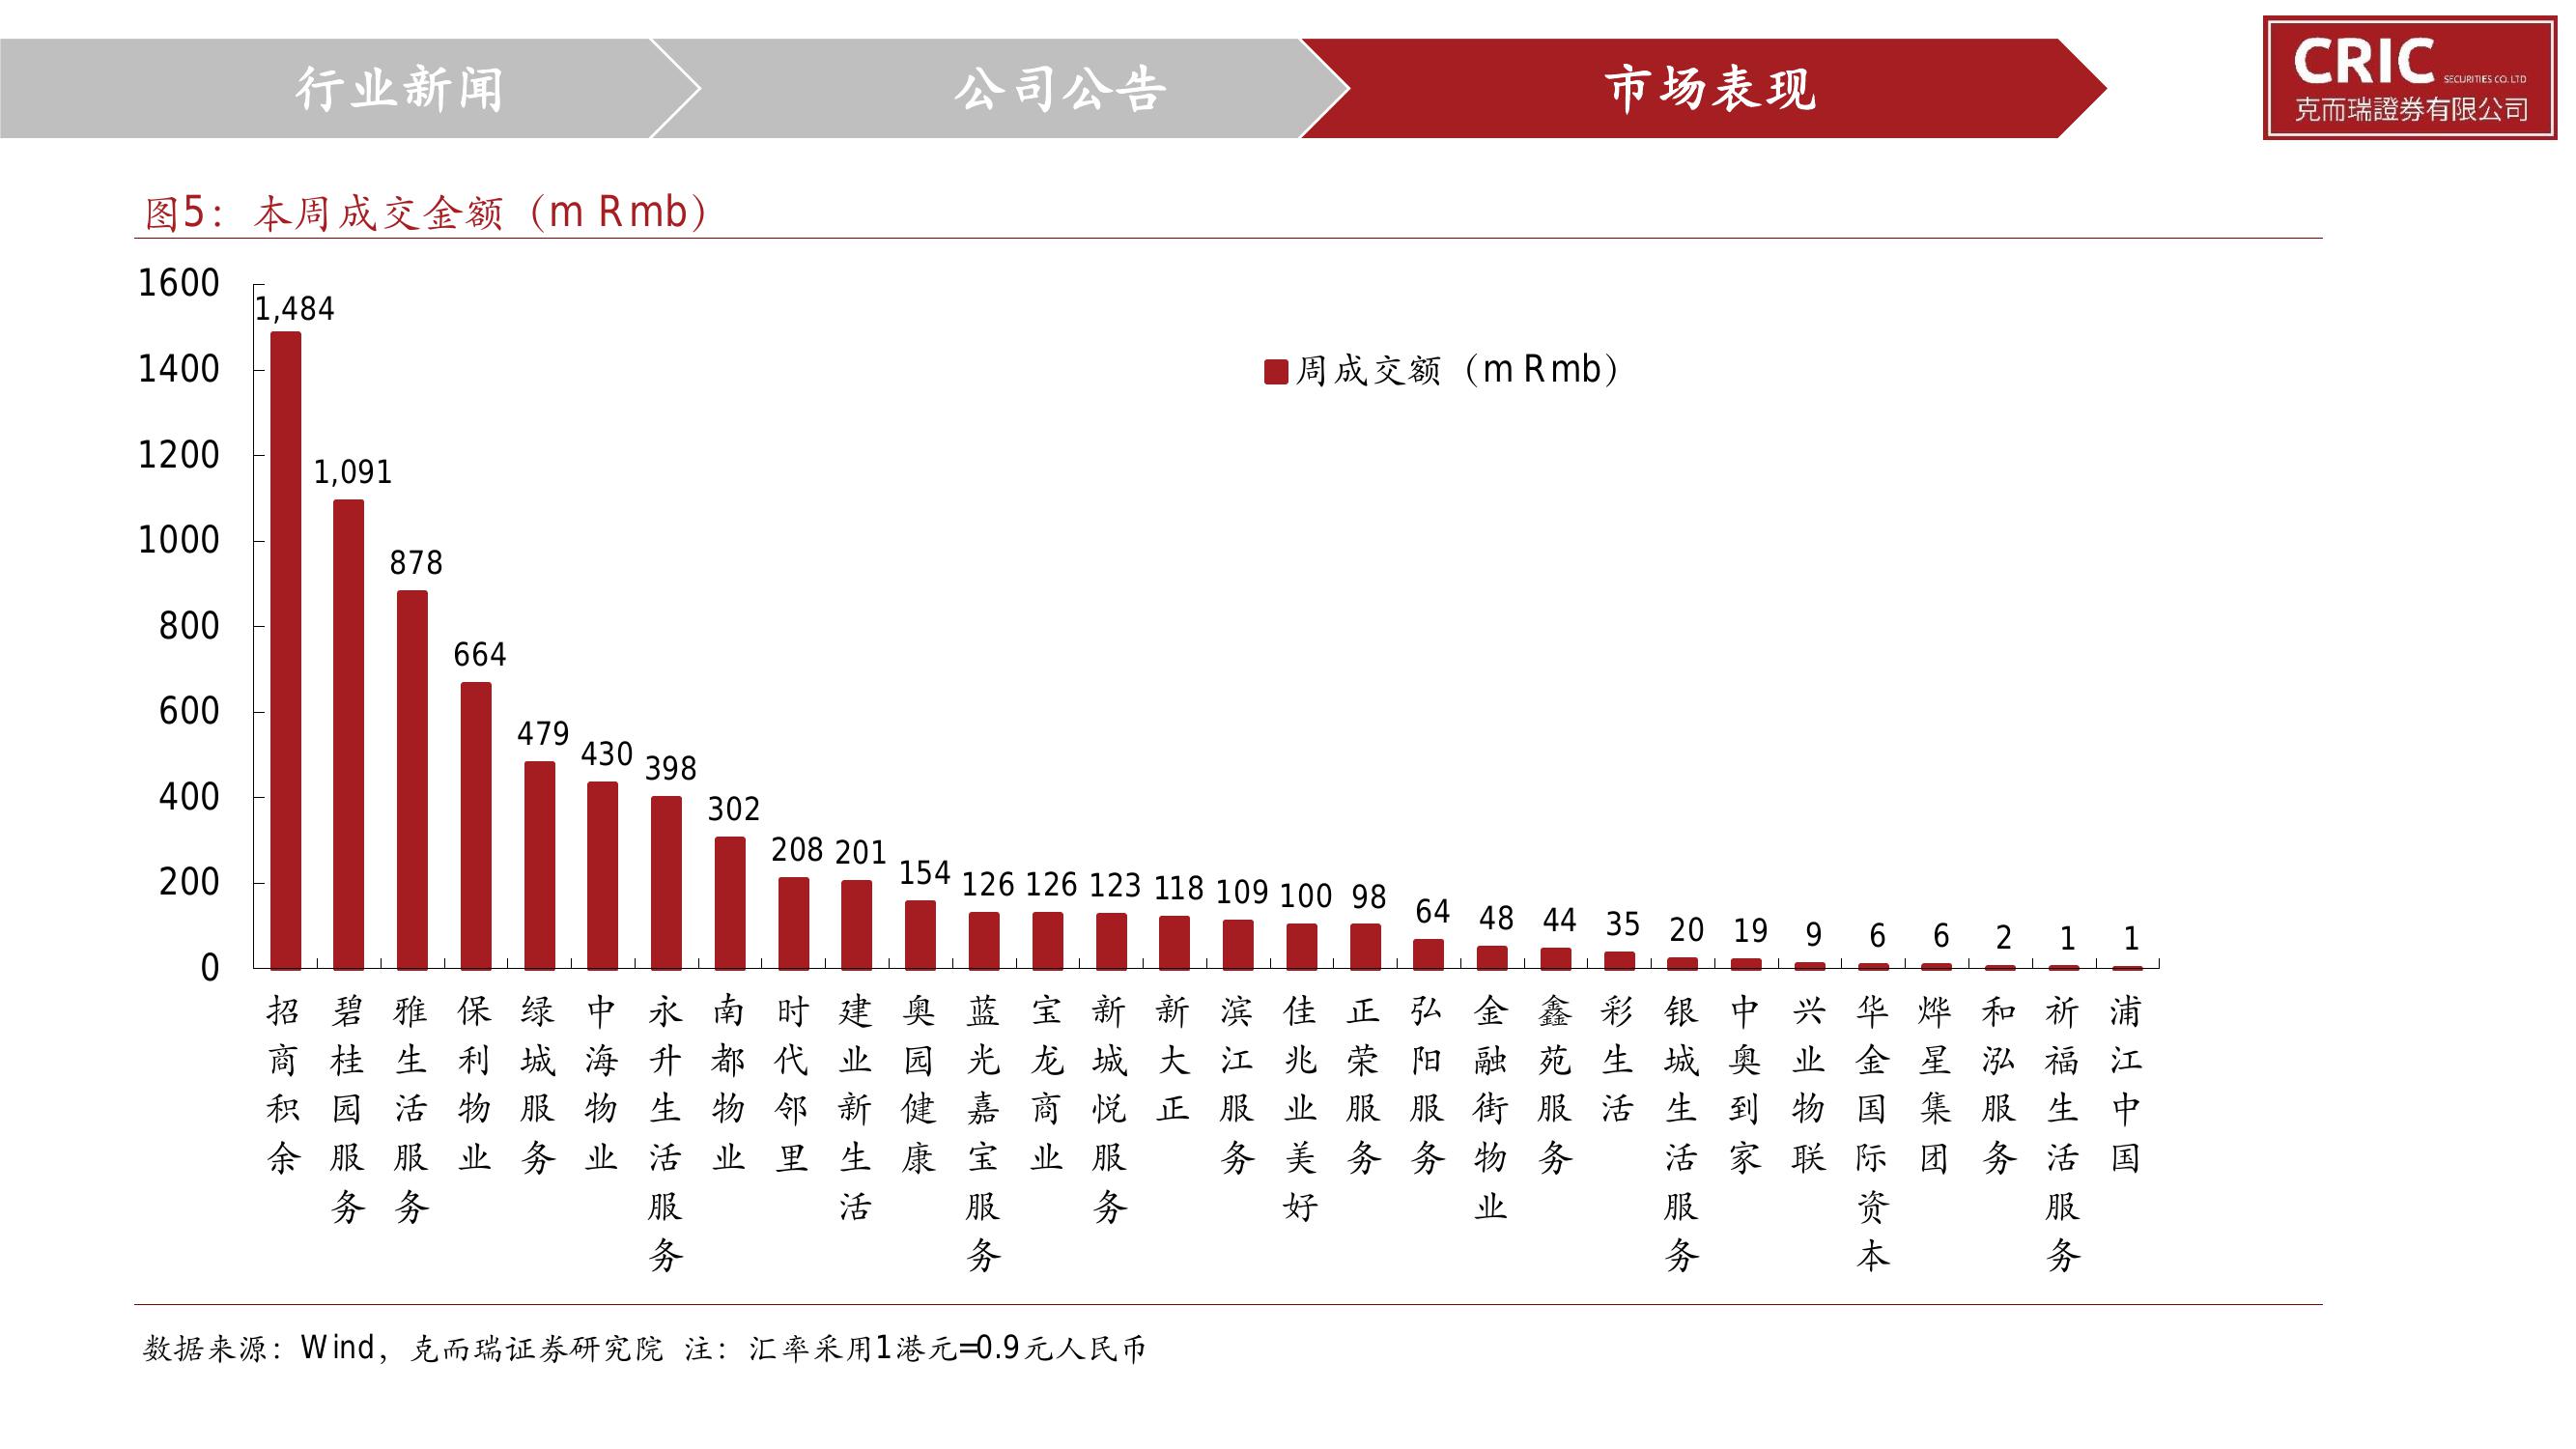 行业新闻
公司公告
市场表现
CRIC SECURITIES CO. LTD
克而瑞證券有限公司
图5：本周成交金额（m Rmb）
1600
1400
1200
1000
800
600
400
200
0
周成交额（m Rmb）
1,484
1,091
878
664
479
430
398
302
208
201
154
126
126
123
118
109
100
98
64
48
44
35
20
19
9
6
6
2
1
1
招商积余
碧桂园服务
雅生活服务
保利物业
绿城服务
中海物业
永升生活服务
南都物业
时代邻里
建业新生活
奥园健康
蓝光嘉宝服务
宝龙商业
新城悦服务
新大正
滨江服务
佳兆业美好
正荣服务
弘阳服务
金融街物业
鑫苑服务
彩生活
银城生活服务
中奥到家
兴业物联
华金国际资本
烨星集团
和泓服务
祈福生活服务
浦江中国
数据来源：Wind，克而瑞证券研究院 注：汇率采用1港元=0.9元人民币